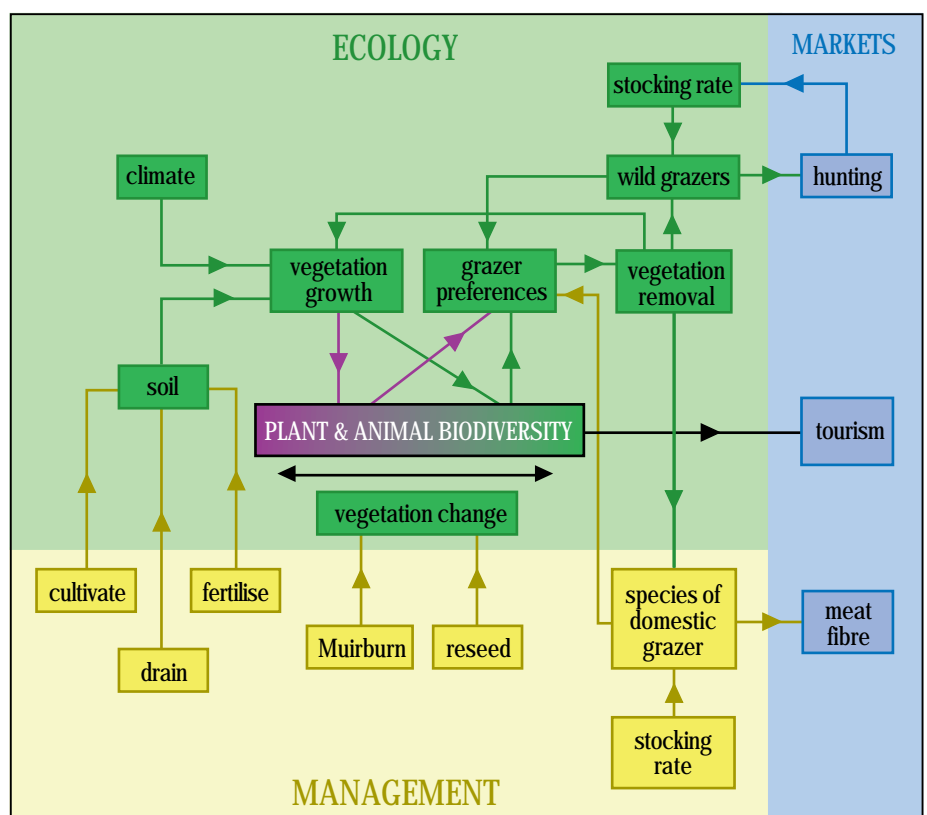 ECOLOGY
MARKETS
stocking rate
climate
wild grazers
hunting
vegetation
growth
grazer
preferences
vegetation
removal
soil
PLANT & ANIMAL BIODIVERSITY
tourism
vegetation change
cultivate
fertilise
species of
domestic
grazer
meat
fibre
Muirburn
reseed
drain
stocking
rate
MANAGEMENT